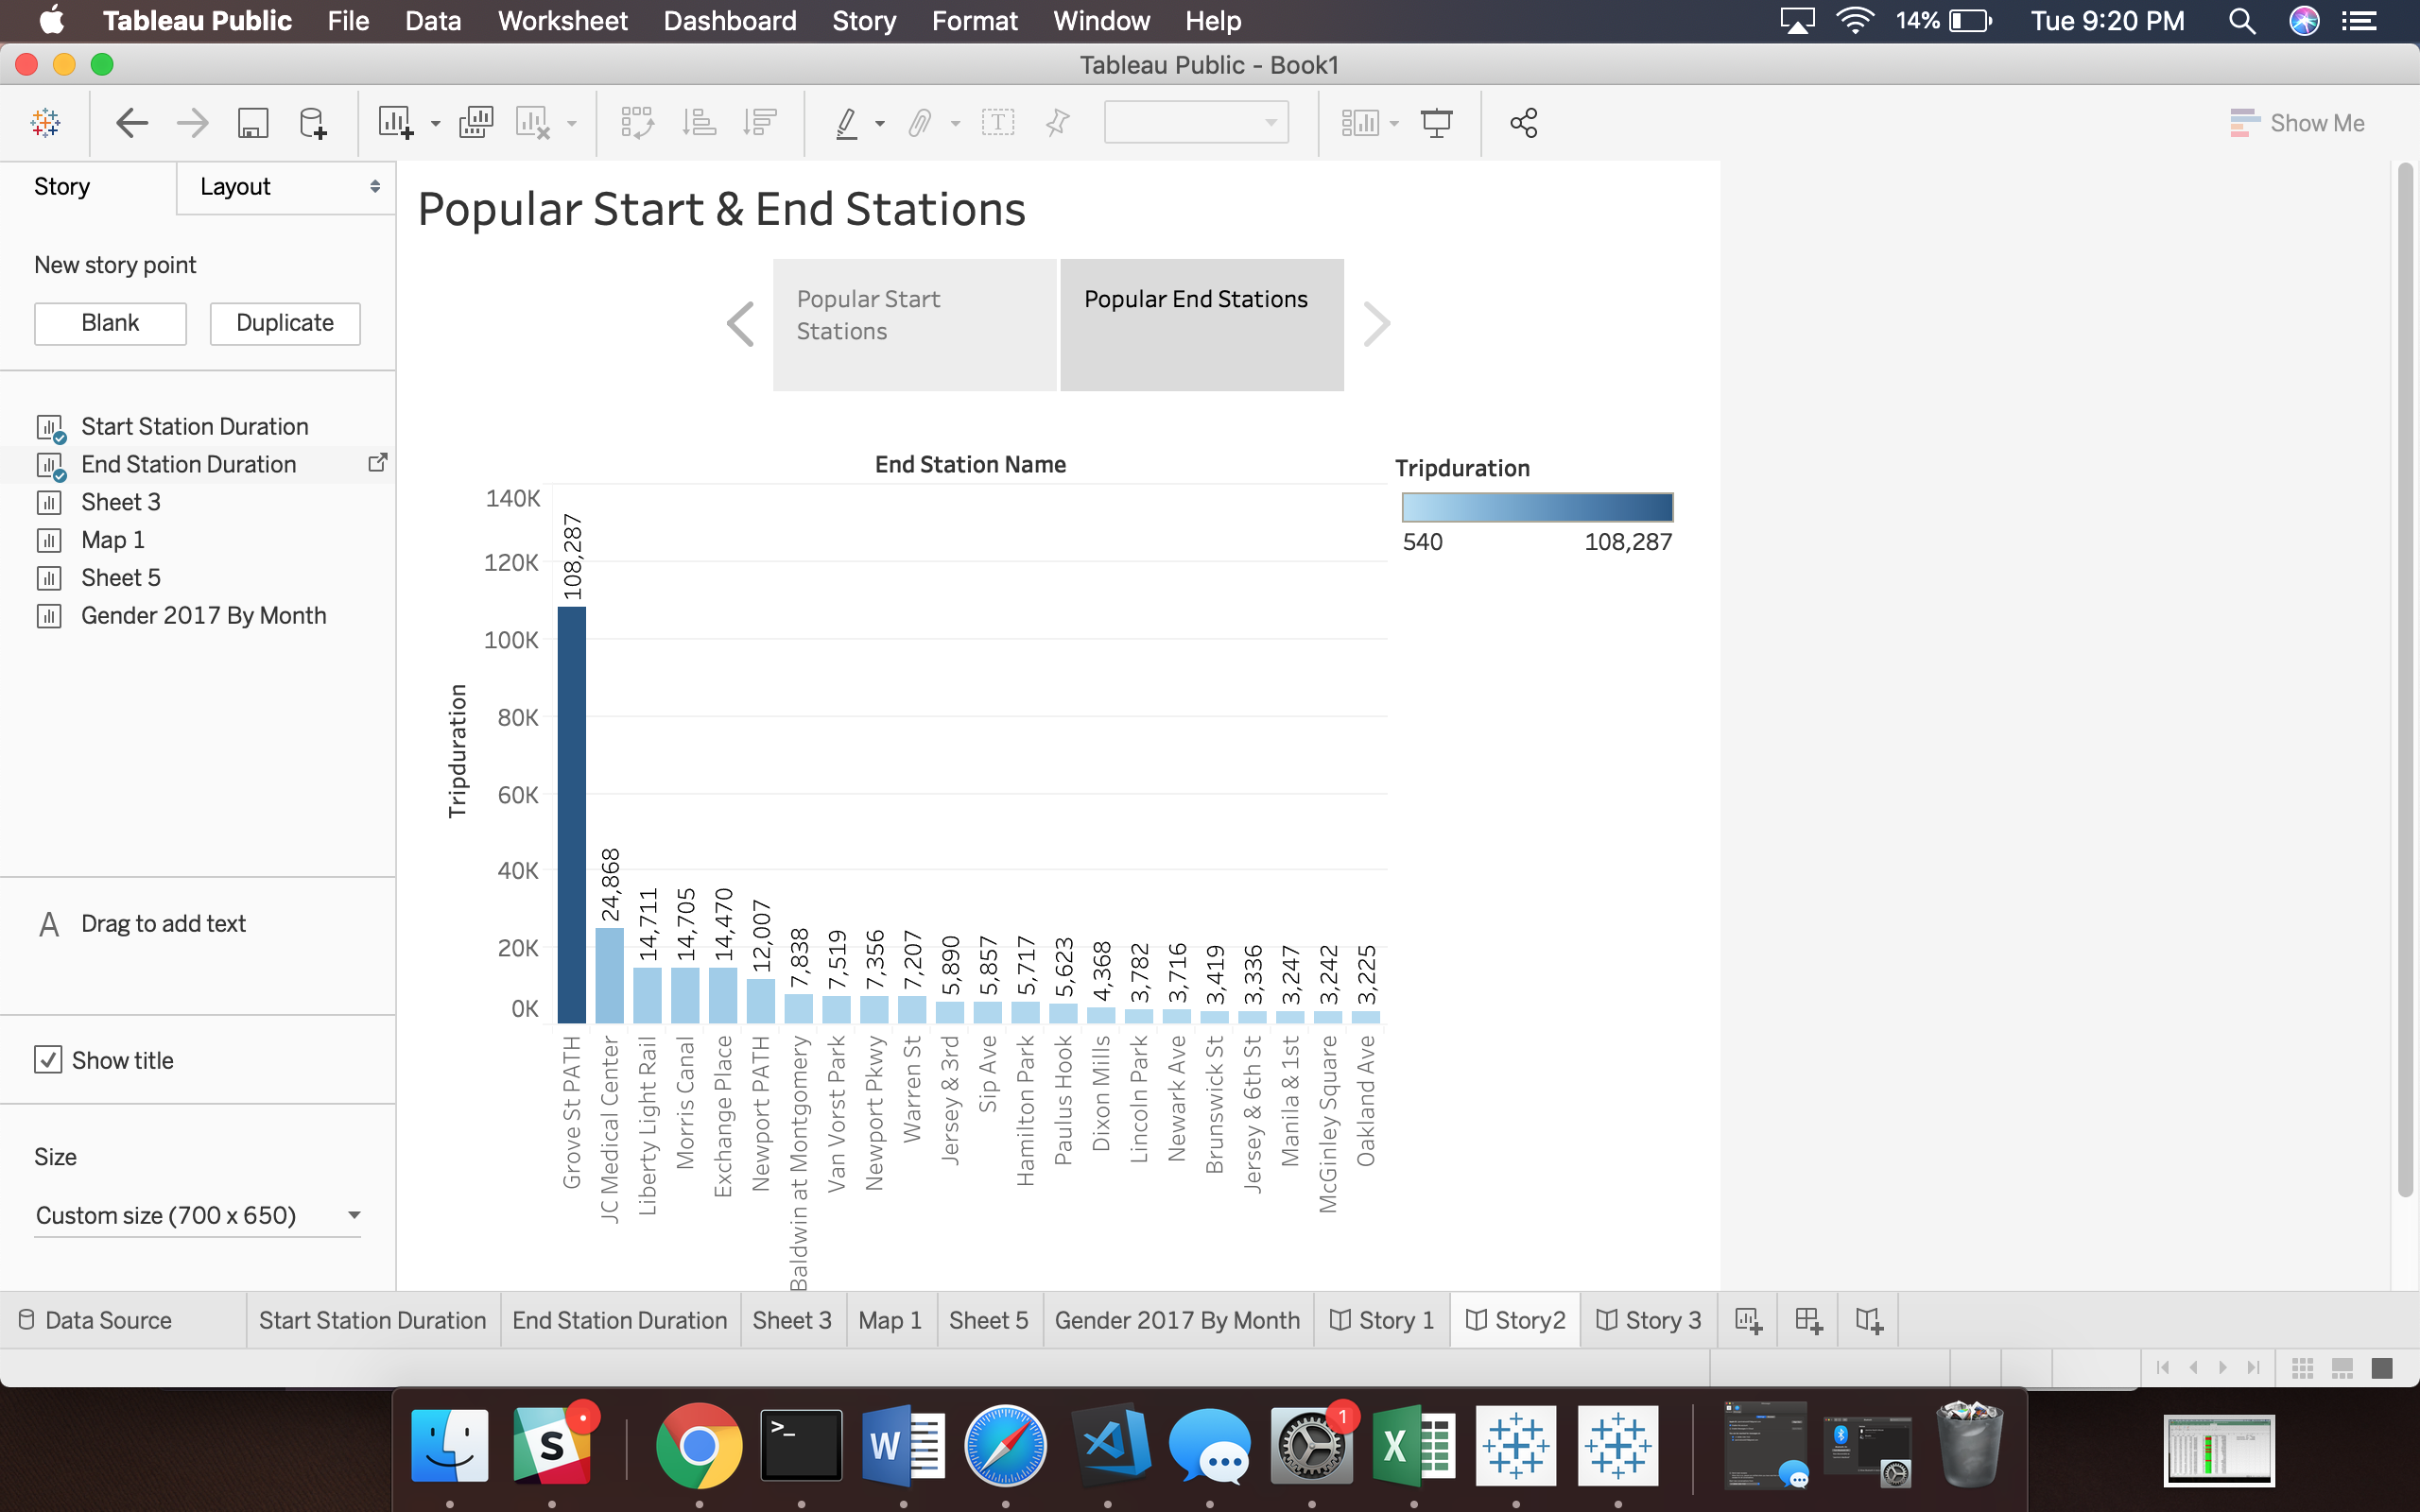 Tableau Public File Data Worksheet Dashboard Story Format Window Help 14% Tue 9:20 PM
Tableau Public - Book1
Show Me
Story Layout
Popular Start & End Stations
New story point
Blank Duplicate
Popular Start
Stations
Popular End Stations
Start Station Duration
End Station Duration
Sheet 3
Map 1
Sheet 5
Gender 2017 By Month
A Drag to add text
Show title
Size
Custom size (700 x 650)
End Station Name
Tripduration
540 108,287
Tripduration
140K
120K
100K
80K
60K
40K
20K
0K
108,287
24,868
14,711
14,705
14,470
12,007
7,838
7,519
7,356
7,207
5,890
5,857
5,717
5,623
4,368
3,782
3,716
3,419
3,336
3,247
3,242
3,225
Grove St PATH
JC Medical Center
Liberty Light Rail
Morris Canal
Exchange Place
Newport PATH
Baldwin at Montgomery
Van Vorst Park
Newport Pkwy
Warren St
Jersey & 3rd
Sip Ave
Hamilton Park
Paulus Hook
Dixon Mills
Lincoln Park
Newark Ave
Brunswick St
Jersey & 6th St
Manila & 1st
McGinley Square
Oakland Ave
Data Source Start Station Duration End Station Duration Sheet 3 Map 1 Sheet 5 Gender 2017 By Month Story 1 Story2 Story 3
S >_ W 1 X